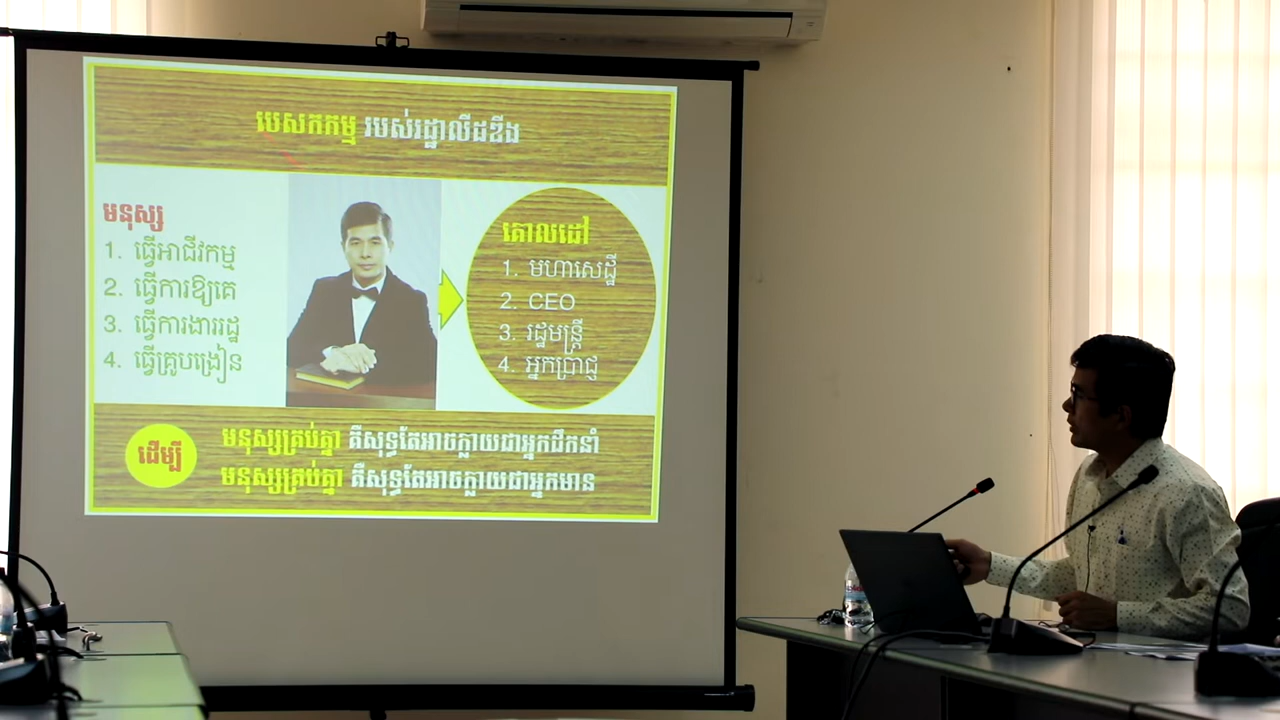 បេសកកម្ម របស់រដ្ឋាលីដឌីង
មនុស្ស
1. ធ្វើអាជីវកម្ម
2. ធ្វើការឱ្យគេ
3. ធ្វើការងាររដ្ឋ
4. ធ្វើគ្រូបង្រៀន
គោលដៅ
1. មហាសេដ្ឋី
2. CEO
3. រដ្ឋមន្ត្រី
4. អ្នកប្រាជ្ញ
ដើម្បី
មនុស្សគ្រប់គ្នា គឺសុទ្ធតែអាចក្លាយជាអ្នកដឹកនាំ
មនុស្សគ្រប់គ្នា គឺសុទ្ធតែអាចក្លាយជាអ្នកមាន